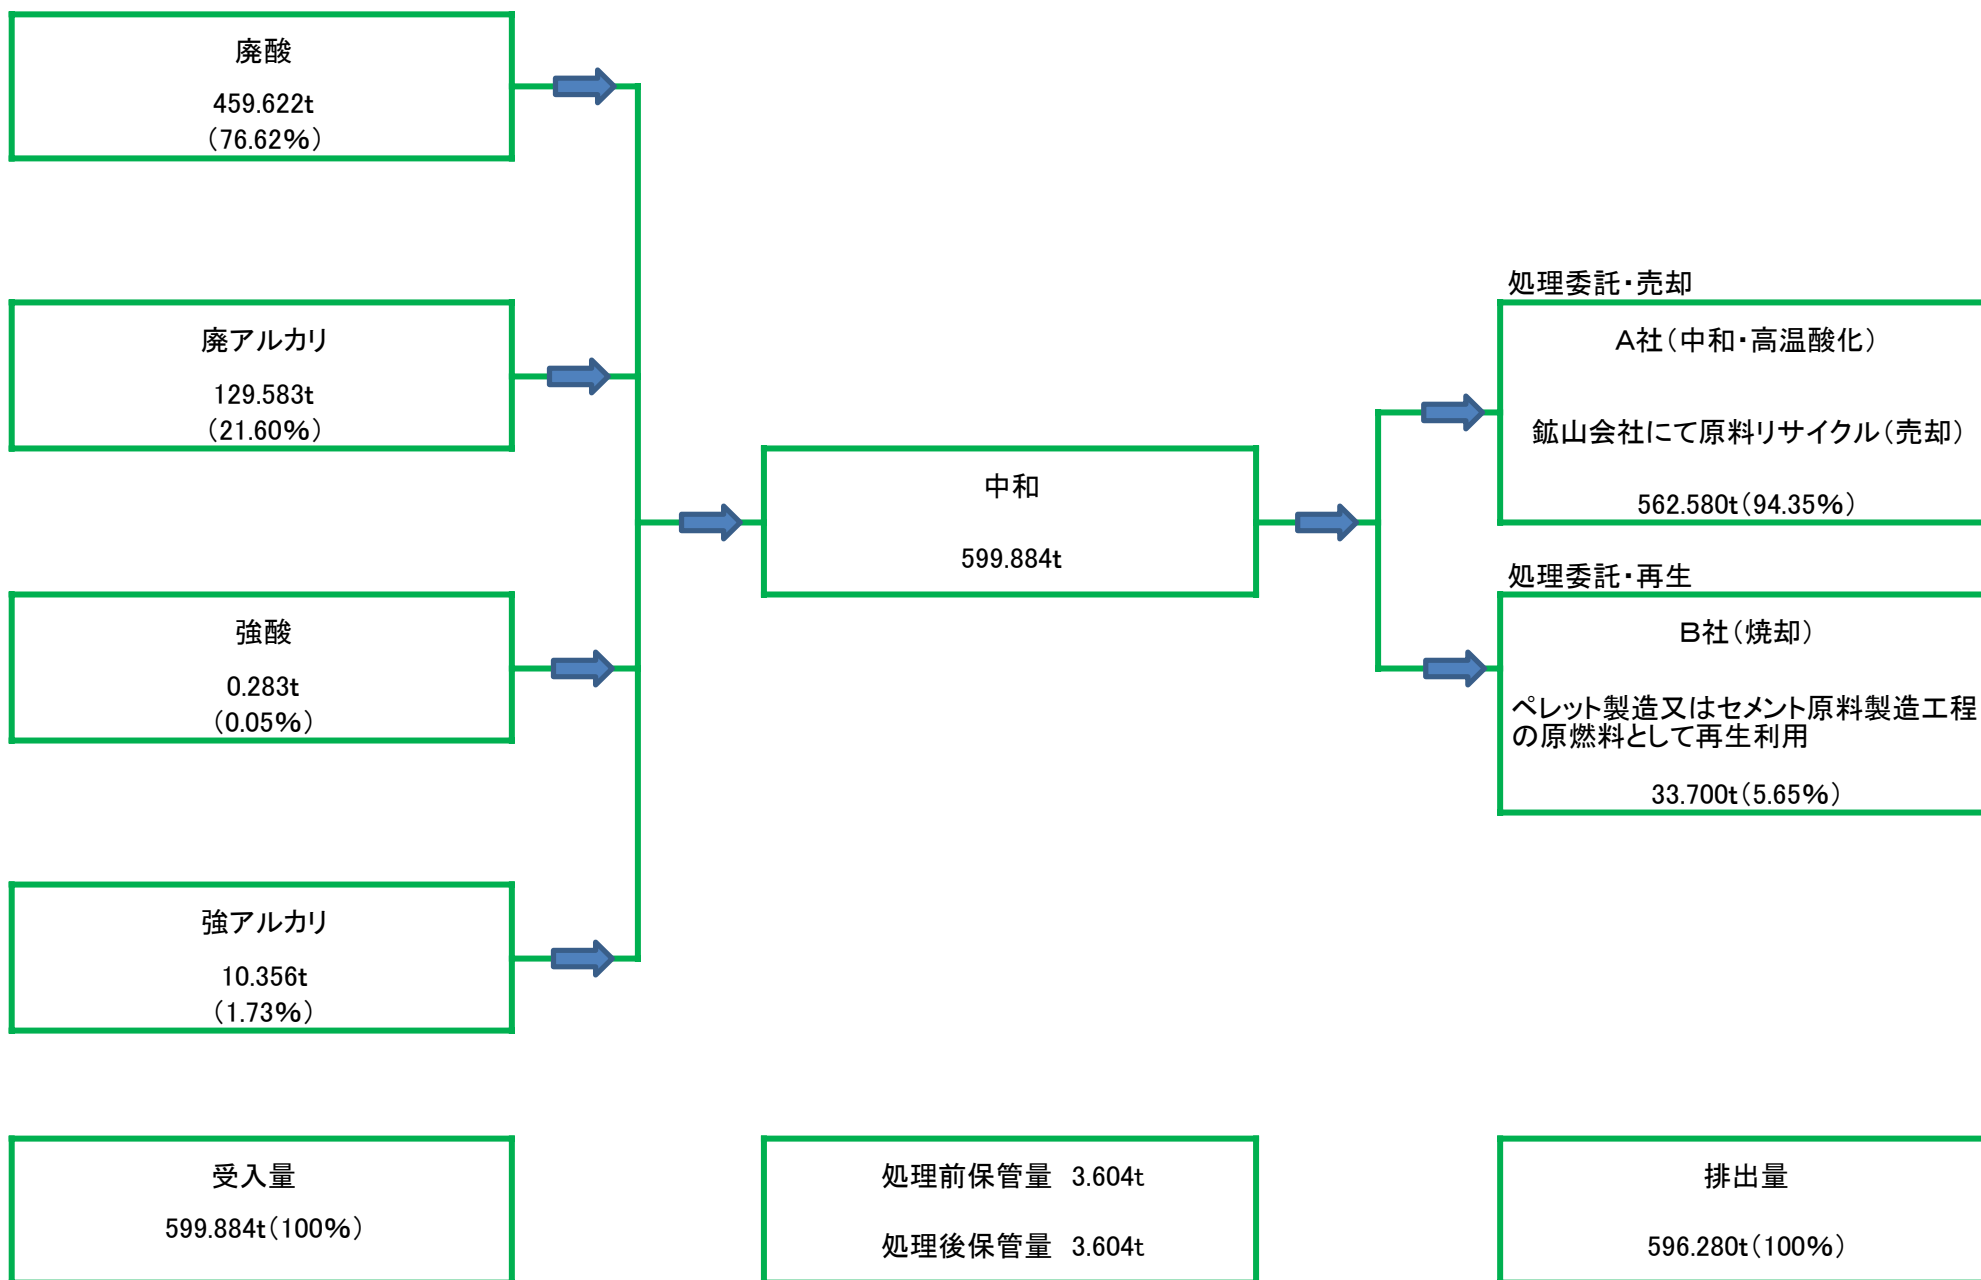 廃酸
459.622t
（76.62%）
廃アルカリ
129.583t
（21.60%）
強酸
0.283t
（0.05%）
強アルカリ
10.356t
（1.73%）
中和
599.884t
処理委託・売却
A社（中和・高温酸化）
鉱山会社にて原料リサイクル（売却）
562.580t（94.35%）
処理委託・再生
B社（焼却）
ペレット製造又はセメント原料製造工程
の原燃料として再生利用
33.700t（5.65%）
受入量
599.884t（100%）
処理前保管量 3.604t
処理後保管量 3.604t
排出量
596.280t（100%）